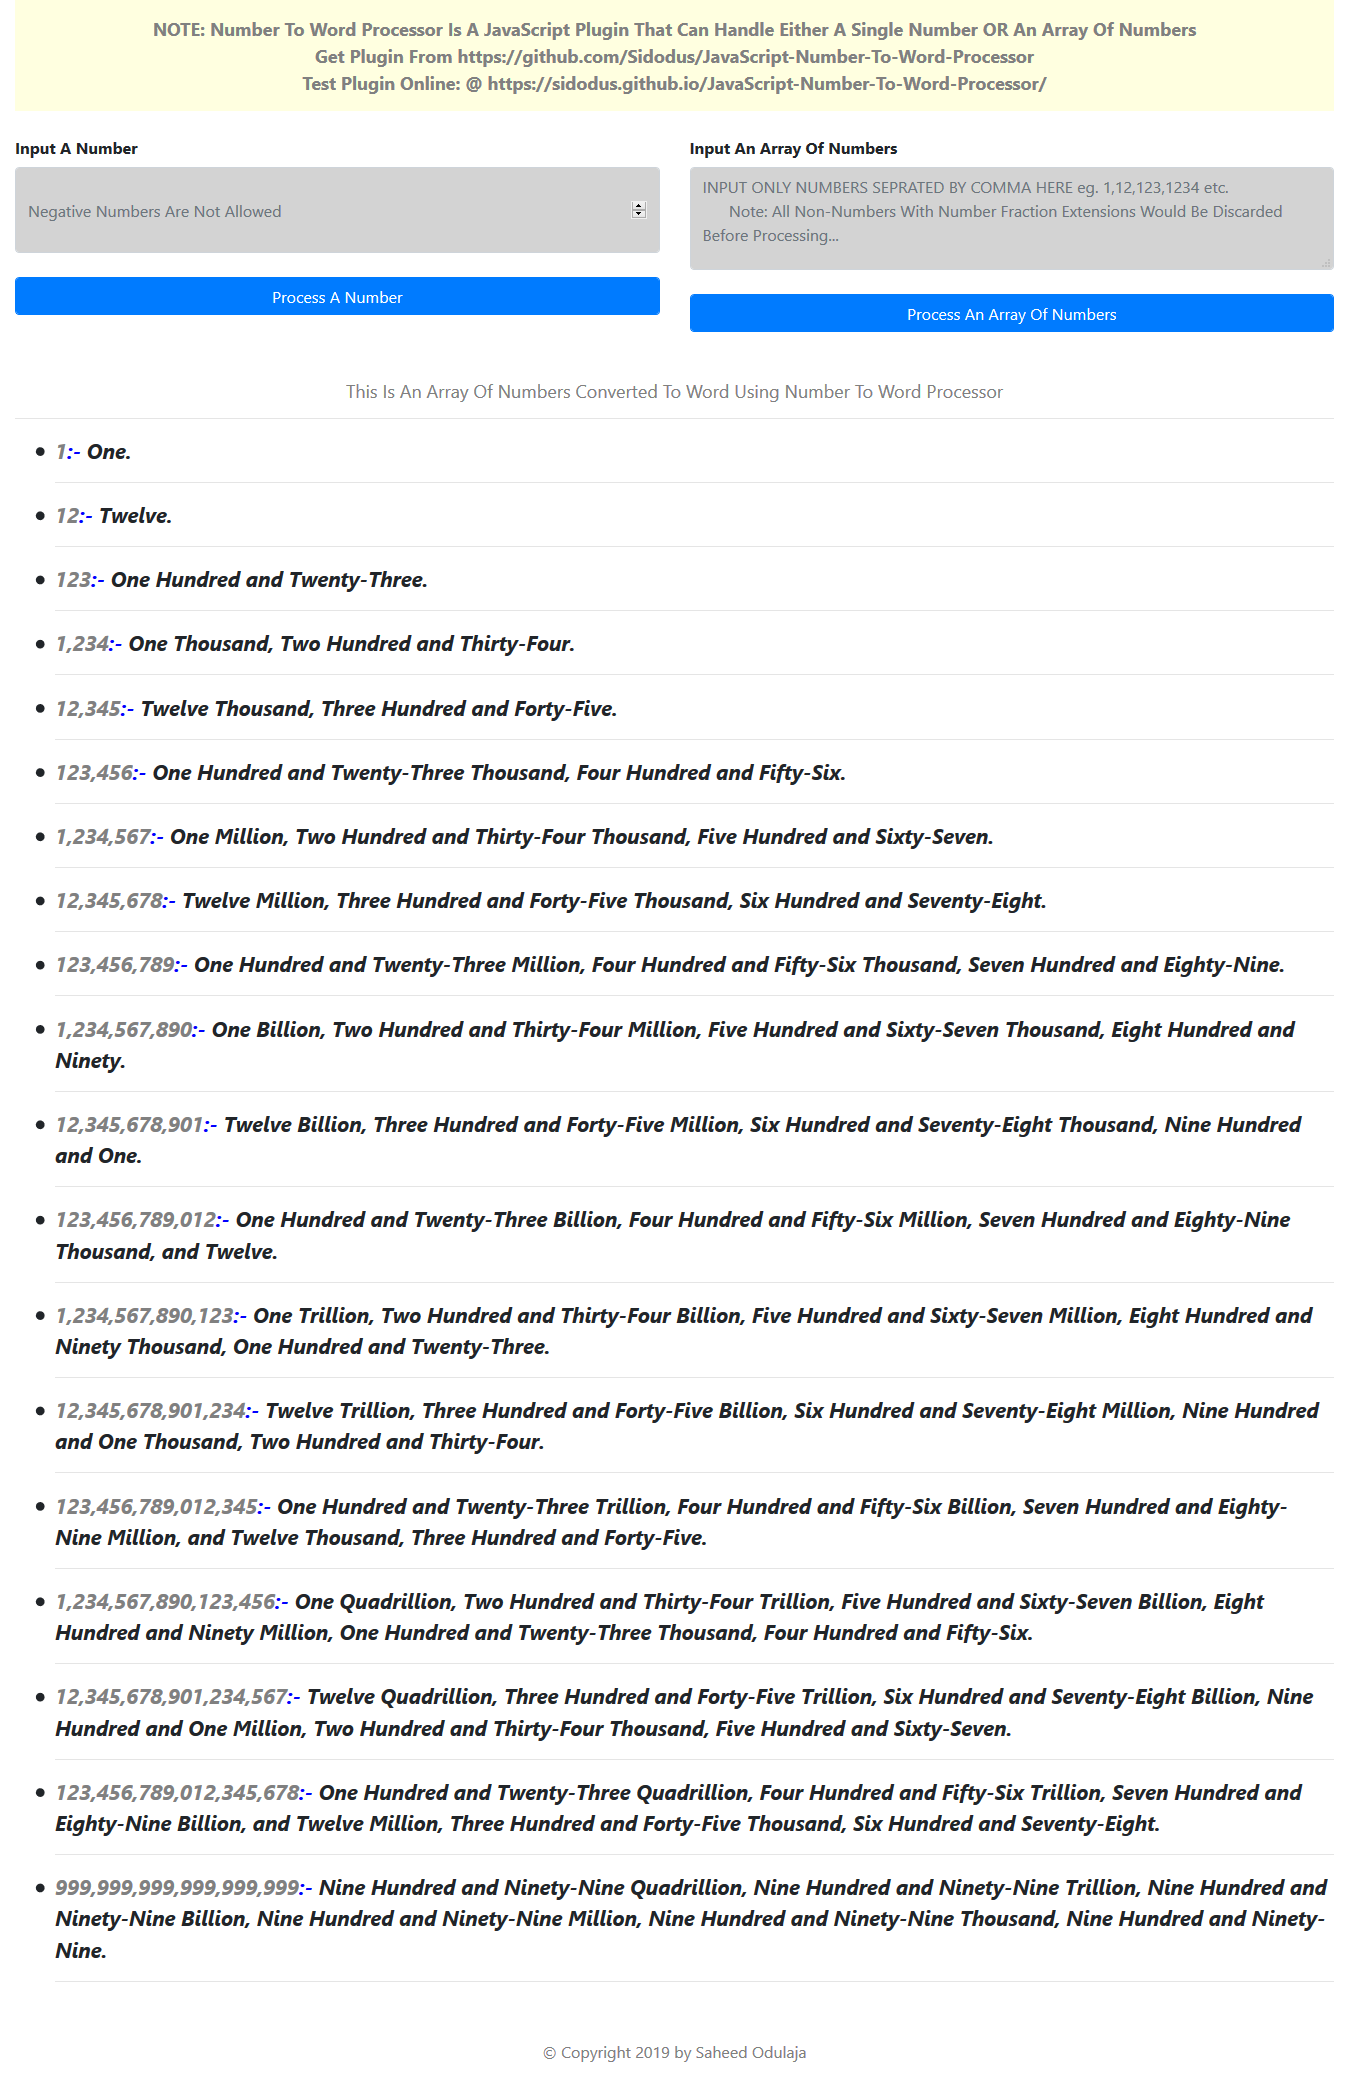 NOTE: Number To Word Processor Is A JavaScript Plugin That Can Handle Either A Single Number OR An Array Of Numbers
Get Plugin From https://github.com/Sidodus/JavaScript-Number-To-Word-Processor
Test Plugin Online: @ https://sidodus.github.io/JavaScript-Number-To-Word-Processor/
Input A Number
Negative Numbers Are Not Allowed
Process A Number
Input An Array Of Numbers
INPUT ONLY NUMBERS SEPRATED BY COMMA HERE eg. 1,12,123,1234 etc.
Note: All Non-Numbers With Number Fraction Extensions Would Be Discarded
Before Processing...
Process An Array Of Numbers
This Is An Array Of Numbers Converted To Word Using Number To Word Processor
1:- One.
12:- Twelve.
123:- One Hundred and Twenty-Three.
1,234:- One Thousand, Two Hundred and Thirty-Four.
12,345:- Twelve Thousand, Three Hundred and Forty-Five.
123,456:- One Hundred and Twenty-Three Thousand, Four Hundred and Fifty-Six.
1,234,567:- One Million, Two Hundred and Thirty-Four Thousand, Five Hundred and Sixty-Seven.
12,345,678:- Twelve Million, Three Hundred and Forty-Five Thousand, Six Hundred and Seventy-Eight.
123,456,789:- One Hundred and Twenty-Three Million, Four Hundred and Fifty-Six Thousand, Seven Hundred and Eighty-Nine.
1,234,567,890:- One Billion, Two Hundred and Thirty-Four Million, Five Hundred and Sixty-Seven Thousand, Eight Hundred and
Ninety.
12,345,678,901:- Twelve Billion, Three Hundred and Forty-Five Million, Six Hundred and Seventy-Eight Thousand, Nine Hundred
and One.
123,456,789,012:- One Hundred and Twenty-Three Billion, Four Hundred and Fifty-Six Million, Seven Hundred and Eighty-Nine
Thousand, and Twelve.
1,234,567,890,123:- One Trillion, Two Hundred and Thirty-Four Billion, Five Hundred and Sixty-Seven Million, Eight Hundred and
Ninety Thousand, One Hundred and Twenty-Three.
12,345,678,901,234:- Twelve Trillion, Three Hundred and Forty-Five Billion, Six Hundred and Seventy-Eight Million, Nine Hundred
and One Thousand, Two Hundred and Thirty-Four.
123,456,789,012,345:- One Hundred and Twenty-Three Trillion, Four Hundred and Fifty-Six Billion, Seven Hundred and Eighty-
Nine Million, and Twelve Thousand, Three Hundred and Forty-Five.
1,234,567,890,123,456:- One Quadrillion, Two Hundred and Thirty-Four Trillion, Five Hundred and Sixty-Seven Billion, Eight
Hundred and Ninety Million, One Hundred and Twenty-Three Thousand, Four Hundred and Fifty-Six.
12,345,678,901,234,567:- Twelve Quadrillion, Three Hundred and Forty-Five Trillion, Six Hundred and Seventy-Eight Billion, Nine
Hundred and One Million, Two Hundred and Thirty-Four Thousand, Five Hundred and Sixty-Seven.
123,456,789,012,345,678:- One Hundred and Twenty-Three Quadrillion, Four Hundred and Fifty-Six Trillion, Seven Hundred and
Eighty-Nine Billion, and Twelve Million, Three Hundred and Forty-Five Thousand, Six Hundred and Seventy-Eight.
999,999,999,999,999,999:- Nine Hundred and Ninety-Nine Quadrillion, Nine Hundred and Ninety-Nine Trillion, Nine Hundred and
Ninety-Nine Billion, Nine Hundred and Ninety-Nine Million, Nine Hundred and Ninety-Nine Thousand, Nine Hundred and Ninety-
Nine.
© Copyright 2019 by Saheed Odulaja